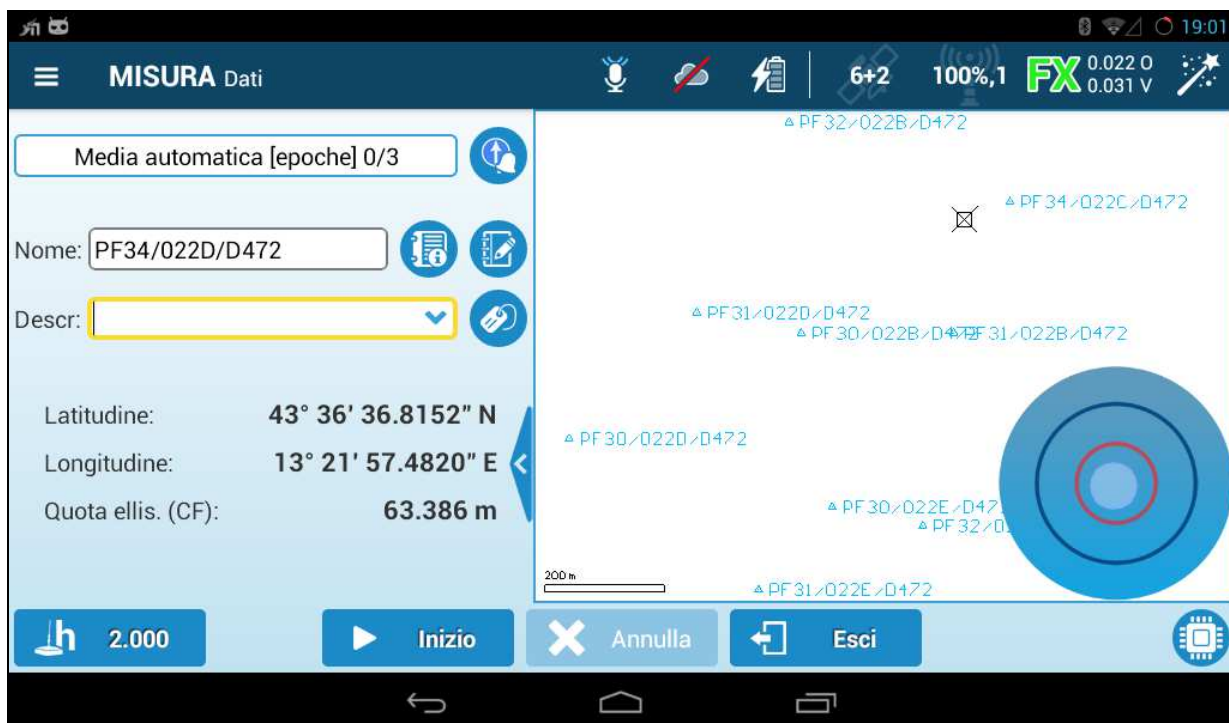 19:01
MISURA Dati
6+2
100%,1
FX
0.022 O
0.031 V
Media automatica [epoche] 0/3
Nome: PF34/022D/D472
Descr:
Latitudine: 43° 36' 36.8152" N
Longitudine: 13° 21' 57.4820" E
Quota ellis. (CF): 63.386 m
PF32/022B/D472
PF34/022C/D472
PF31/022D/D472
PF30/022B/D472
PF31/022B/D472
PF30/022D/D472
PF30/022E/D47
PF32/0
200 m
PF31/022E/D472
h 2.000
Inizio
Annulla
Esci